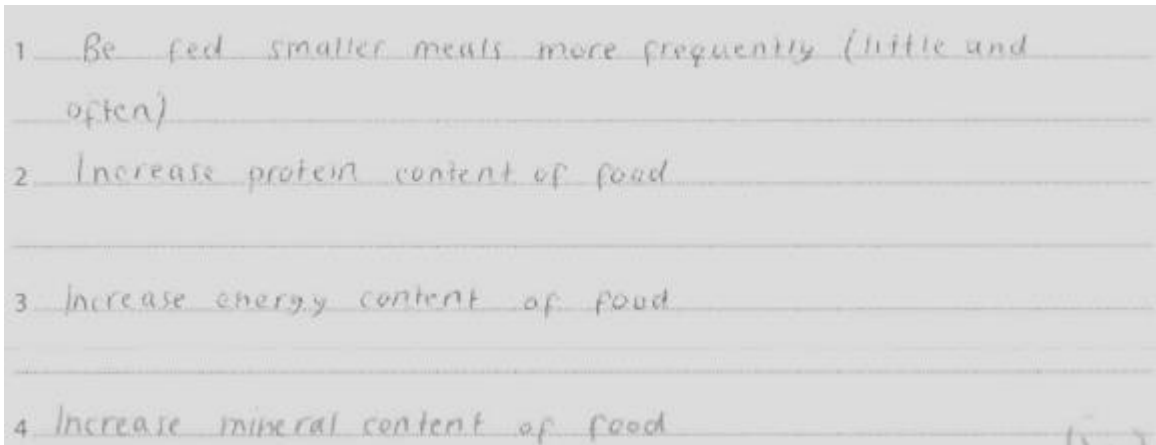 1 Be fed smaller meals more frequently (little and
often)
2 Increase protein content of food
3 Increase energy content of food
4 Increase mineral content of food